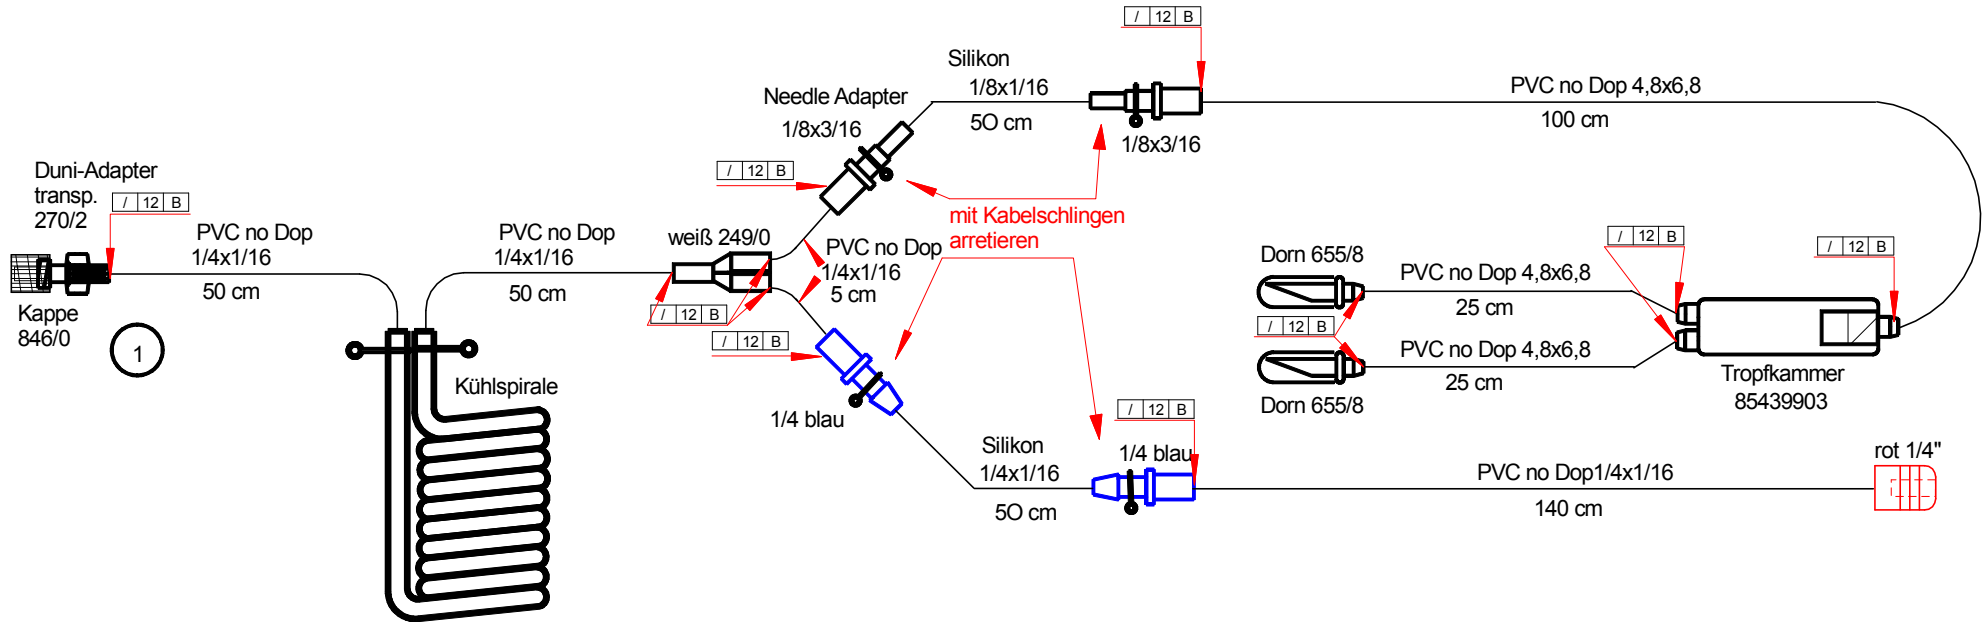 / 12 B
Silikon
1/8x1/16
5O cm
Needle Adapter
1/8x3/16
1/8x3/16
PVC no Dop 4,8x6,8
100 cm
Duni-Adapter
transp.
270/2
/ 12 B
/ 12 B
PVC no Dop
1/4x1/16
50 cm
PVC no Dop
1/4x1/16
50 cm
weiß 249/0
mit Kabelschlingen
arretieren
PVC no Dop
1/4x1/16
5 cm
Kappe
846/0
1
/ 12 B
/ 12 B
Kühlspirale
1/4 blau
Dorn 655/8
PVC no Dop 4,8x6,8
25 cm
/ 12 B
/ 12 B
/ 12 B
PVC no Dop 4,8x6,8
25 cm
Dorn 655/8
Tropfkammer
85439903
/ 12 B
Silikon
1/4x1/16
5O cm
1/4 blau
PVC no Dop1/4x1/16
140 cm
rot 1/4"